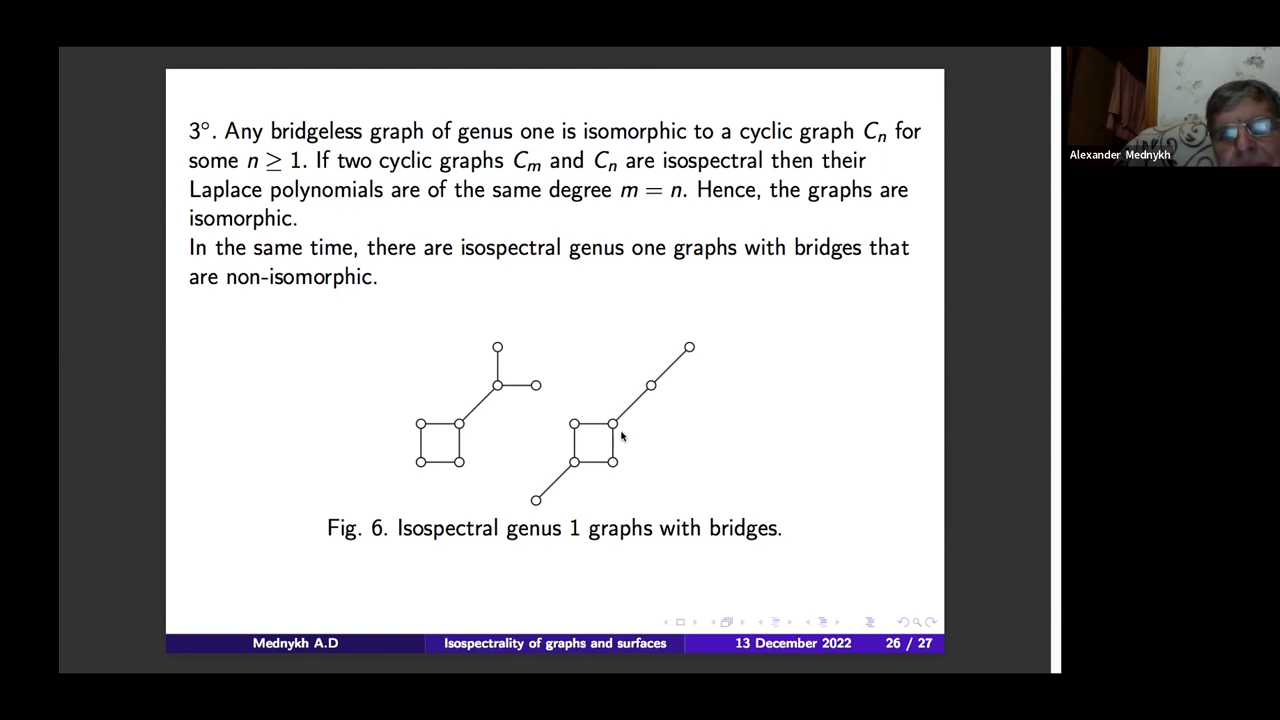 3°. Any bridgeless graph of genus one is isomorphic to a cyclic graph Cₙ for
some n ≥ 1. If two cyclic graphs Cₘ and Cₙ are isospectral then their
Laplace polynomials are of the same degree m = n. Hence, the graphs are
isomorphic.
In the same time, there are isospectral genus one graphs with bridges that
are non-isomorphic.
Fig. 6. Isospectral genus 1 graphs with bridges.
Mednykh A.D Isospectrality of graphs and surfaces 13 December 2022 26 / 27
Alexander Mednykh